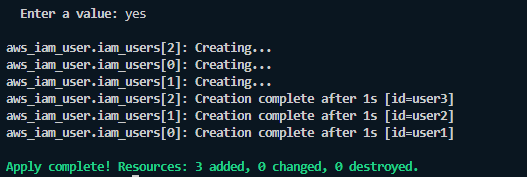 Enter a value: yes
aws_iam_user.iam_users[2]: Creating...
aws_iam_user.iam_users[0]: Creating...
aws_iam_user.iam_users[1]: Creating...
aws_iam_user.iam_users[2]: Creation complete after 1s [id=user3]
aws_iam_user.iam_users[1]: Creation complete after 1s [id=user2]
aws_iam_user.iam_users[0]: Creation complete after 1s [id=user1]
Apply complete! Resources: 3 added, 0 changed, 0 destroyed.